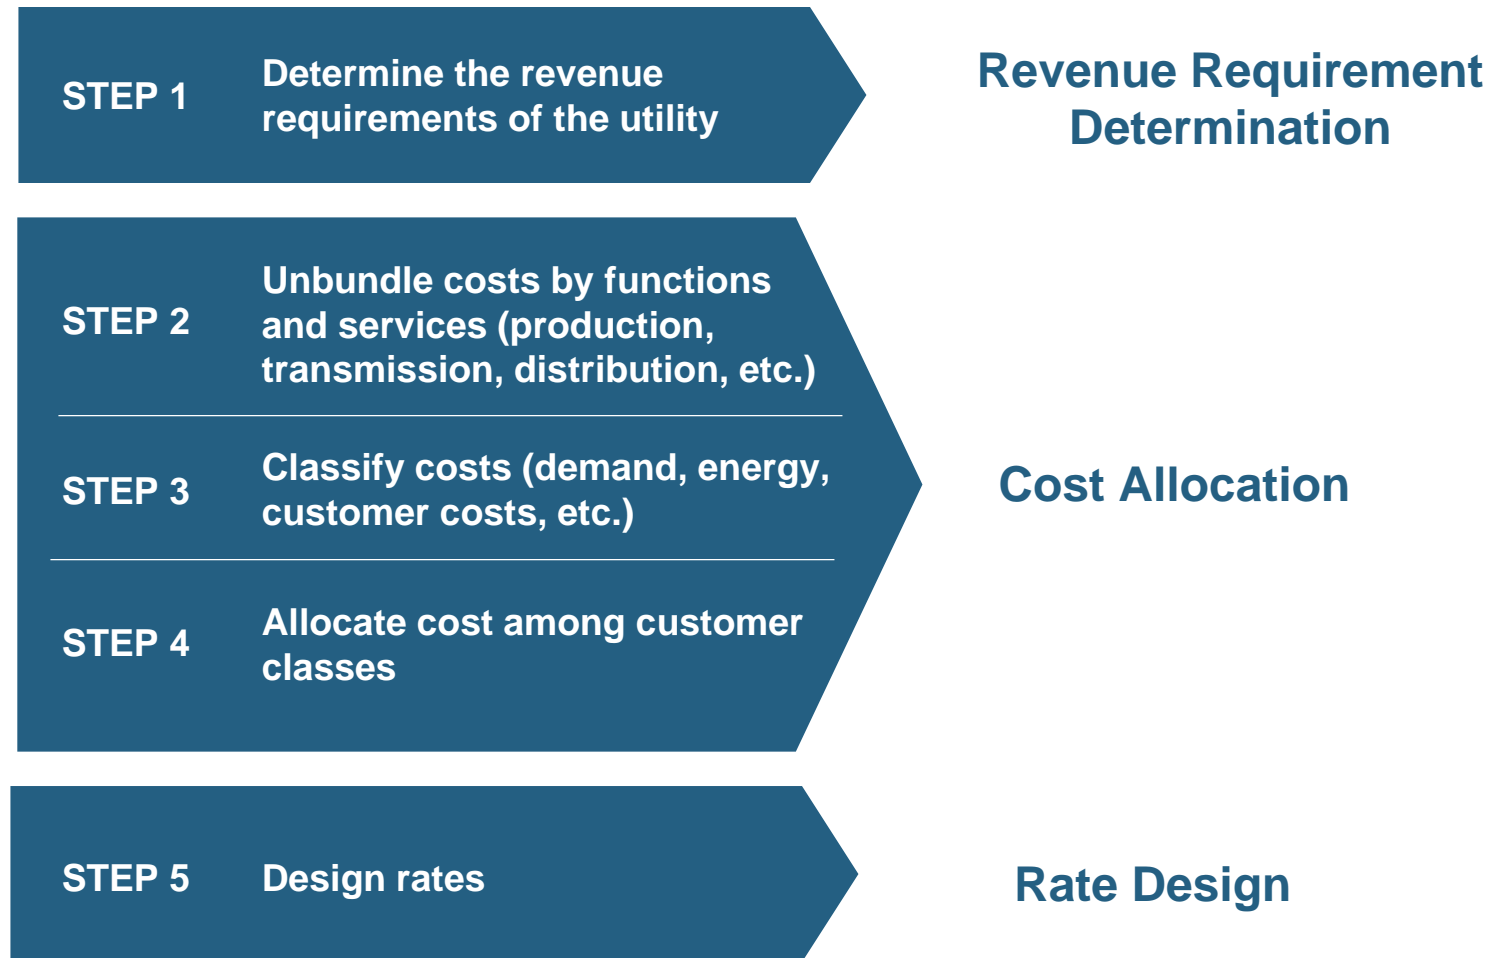 STEP 1
Determine the revenue
requirements of the utility
Revenue Requirement
Determination
STEP 2
Unbundle costs by functions
and services (production,
transmission, distribution, etc.)
STEP 3
Classify costs (demand, energy,
customer costs, etc.)
Cost Allocation
STEP 4
Allocate cost among customer
classes
STEP 5
Design rates
Rate Design